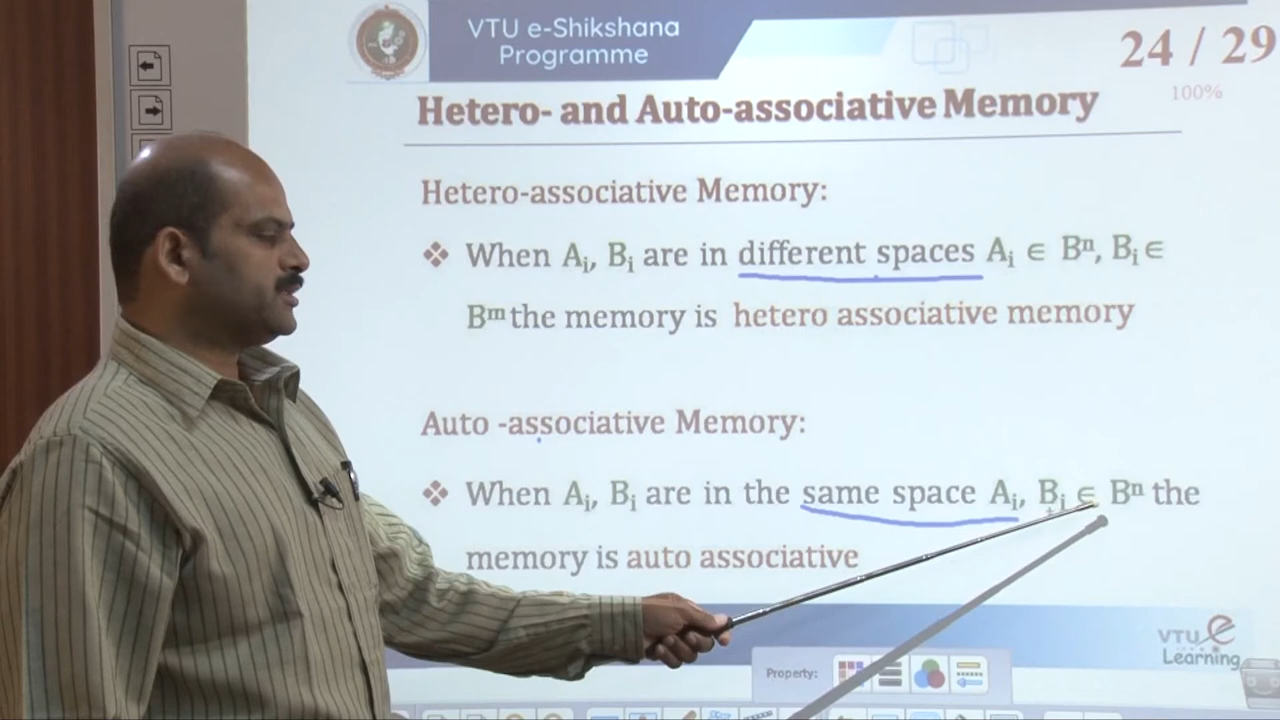 VTU e-Shikshana
Programme
24 / 29
100%
Hetero- and Auto-associative Memory
Hetero-associative Memory:
❖ When Aᵢ, Bᵢ are in different spaces Aᵢ ∈ Bⁿ, Bᵢ ∈
Bᵐ the memory is hetero associative memory
Auto -associative Memory:
❖ When Aᵢ, Bᵢ are in the same space Aᵢ, Bᵢ ∈ Bⁿ the
memory is auto associative
VTU e
Learning
Property: